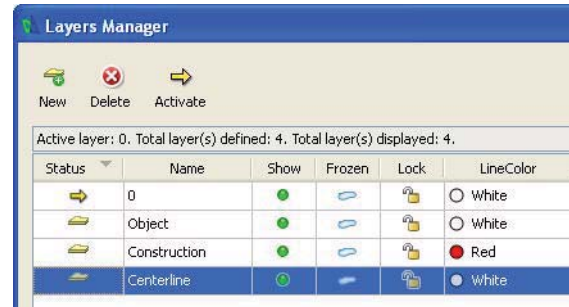 Layers Manager
New Delete Activate
Active layer: 0. Total layer(s) defined: 4. Total layer(s) displayed: 4.
Status Name Show Frozen Lock LineColor
0 White
Object White
Construction Red
Centerline White